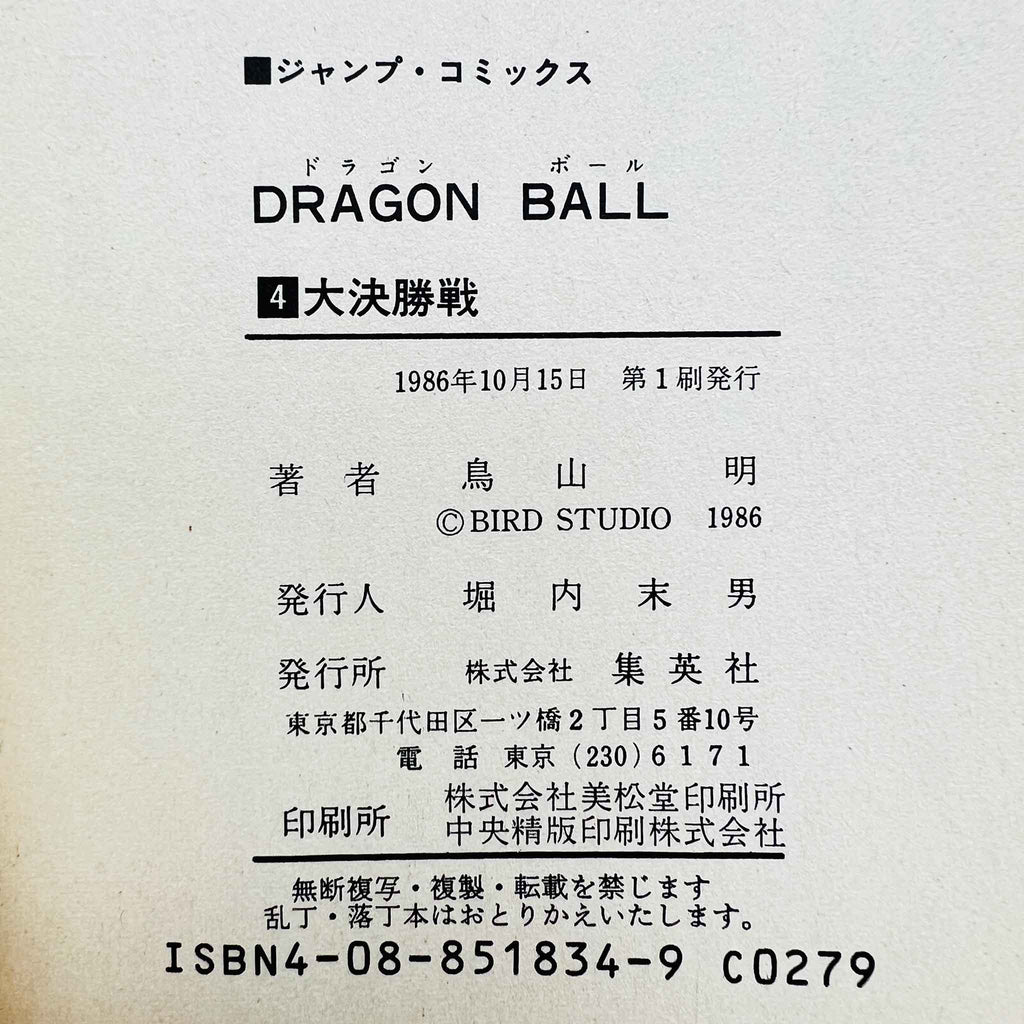 ■ジャンプ・コミックス
ドラゴン ボール
DRAGON BALL
4大決勝戦
1986年10月15日 第1刷発行
著者 鳥山 明
©BIRD STUDIO 1986
発行人 堀内末男
発行所 株式会社 集英社
東京都千代田区一ツ橋2丁目5番10号
電話 東京(230)6171
印刷所 株式会社美松堂印刷所
中央精版印刷株式会社
無断複写・複製・転載を禁じます
乱丁・落丁本はおとりかえいたします。
ISBN4-08-851834-9 C0279